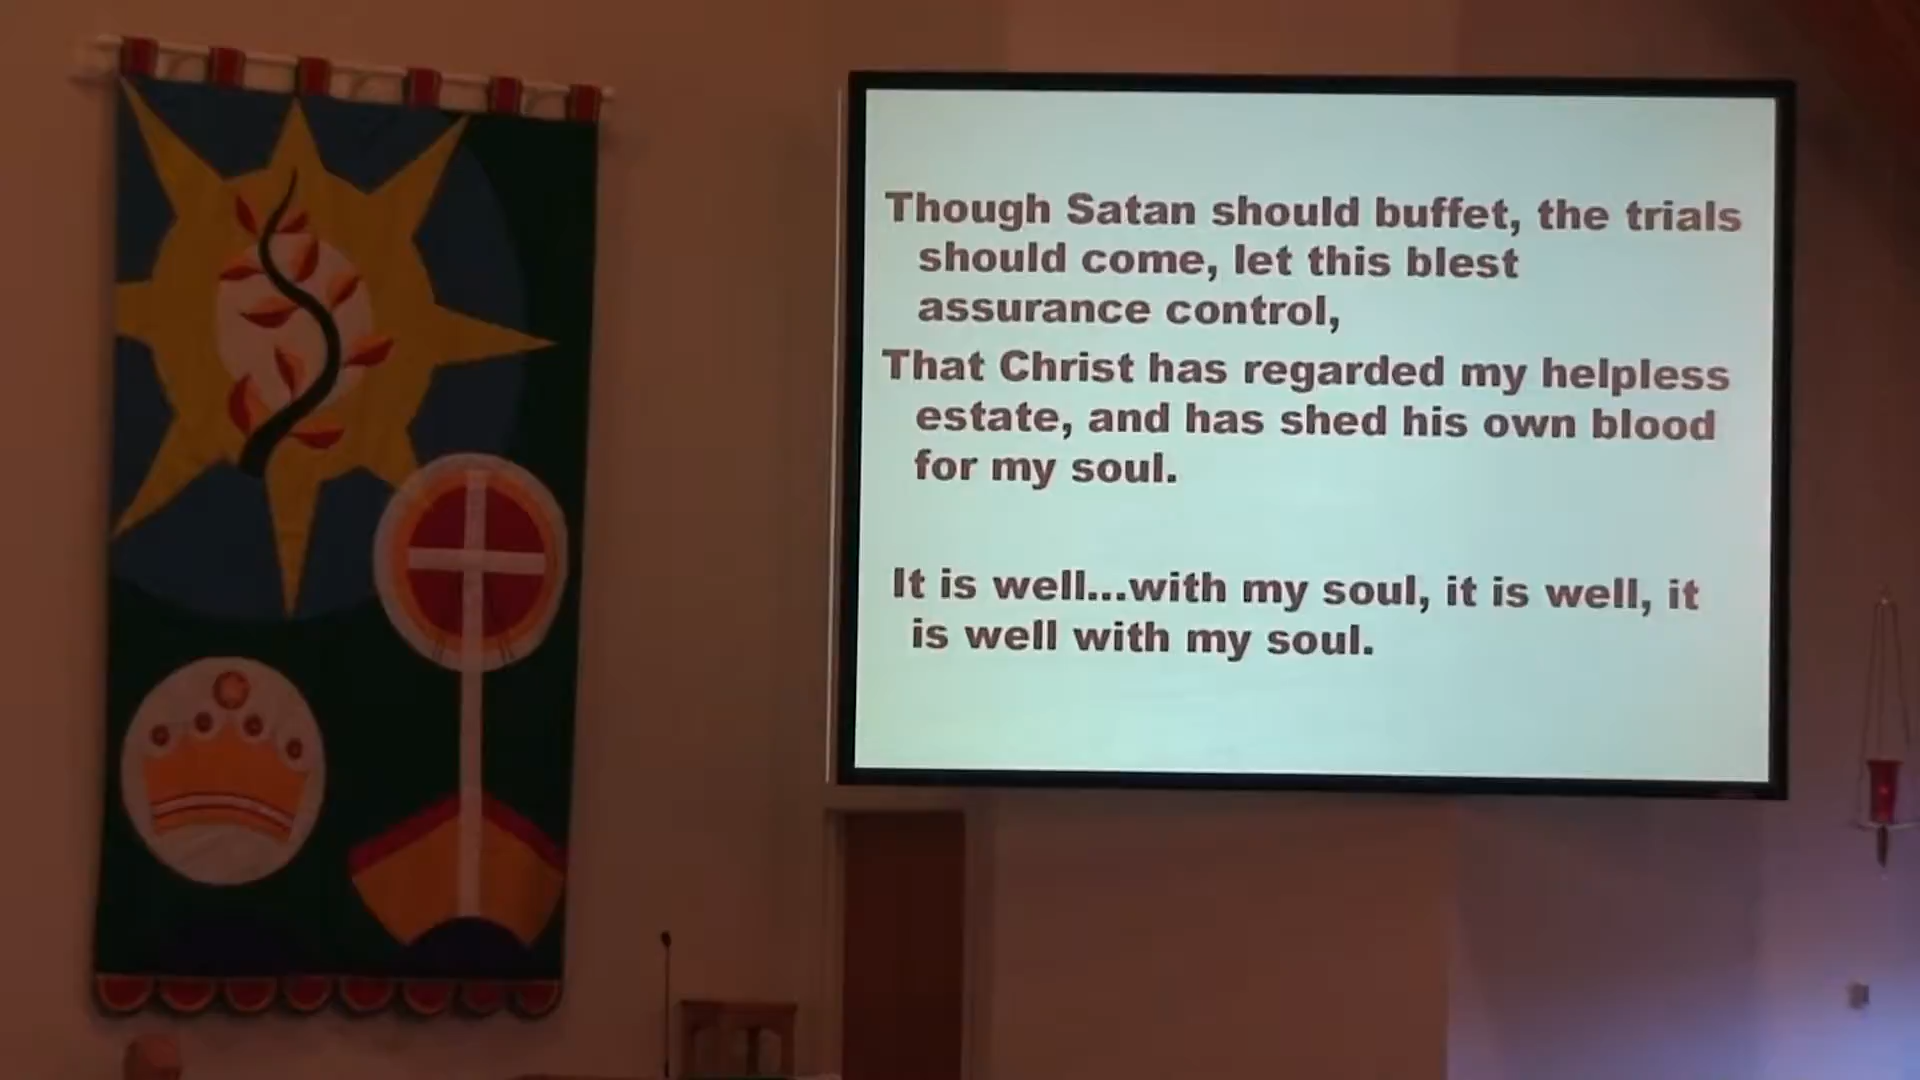 Though Satan should buffet, the trials
should come, let this blest
assurance control,
That Christ has regarded my helpless
estate, and has shed his own blood
for my soul.
It is well...with my soul, it is well, it
is well with my soul.